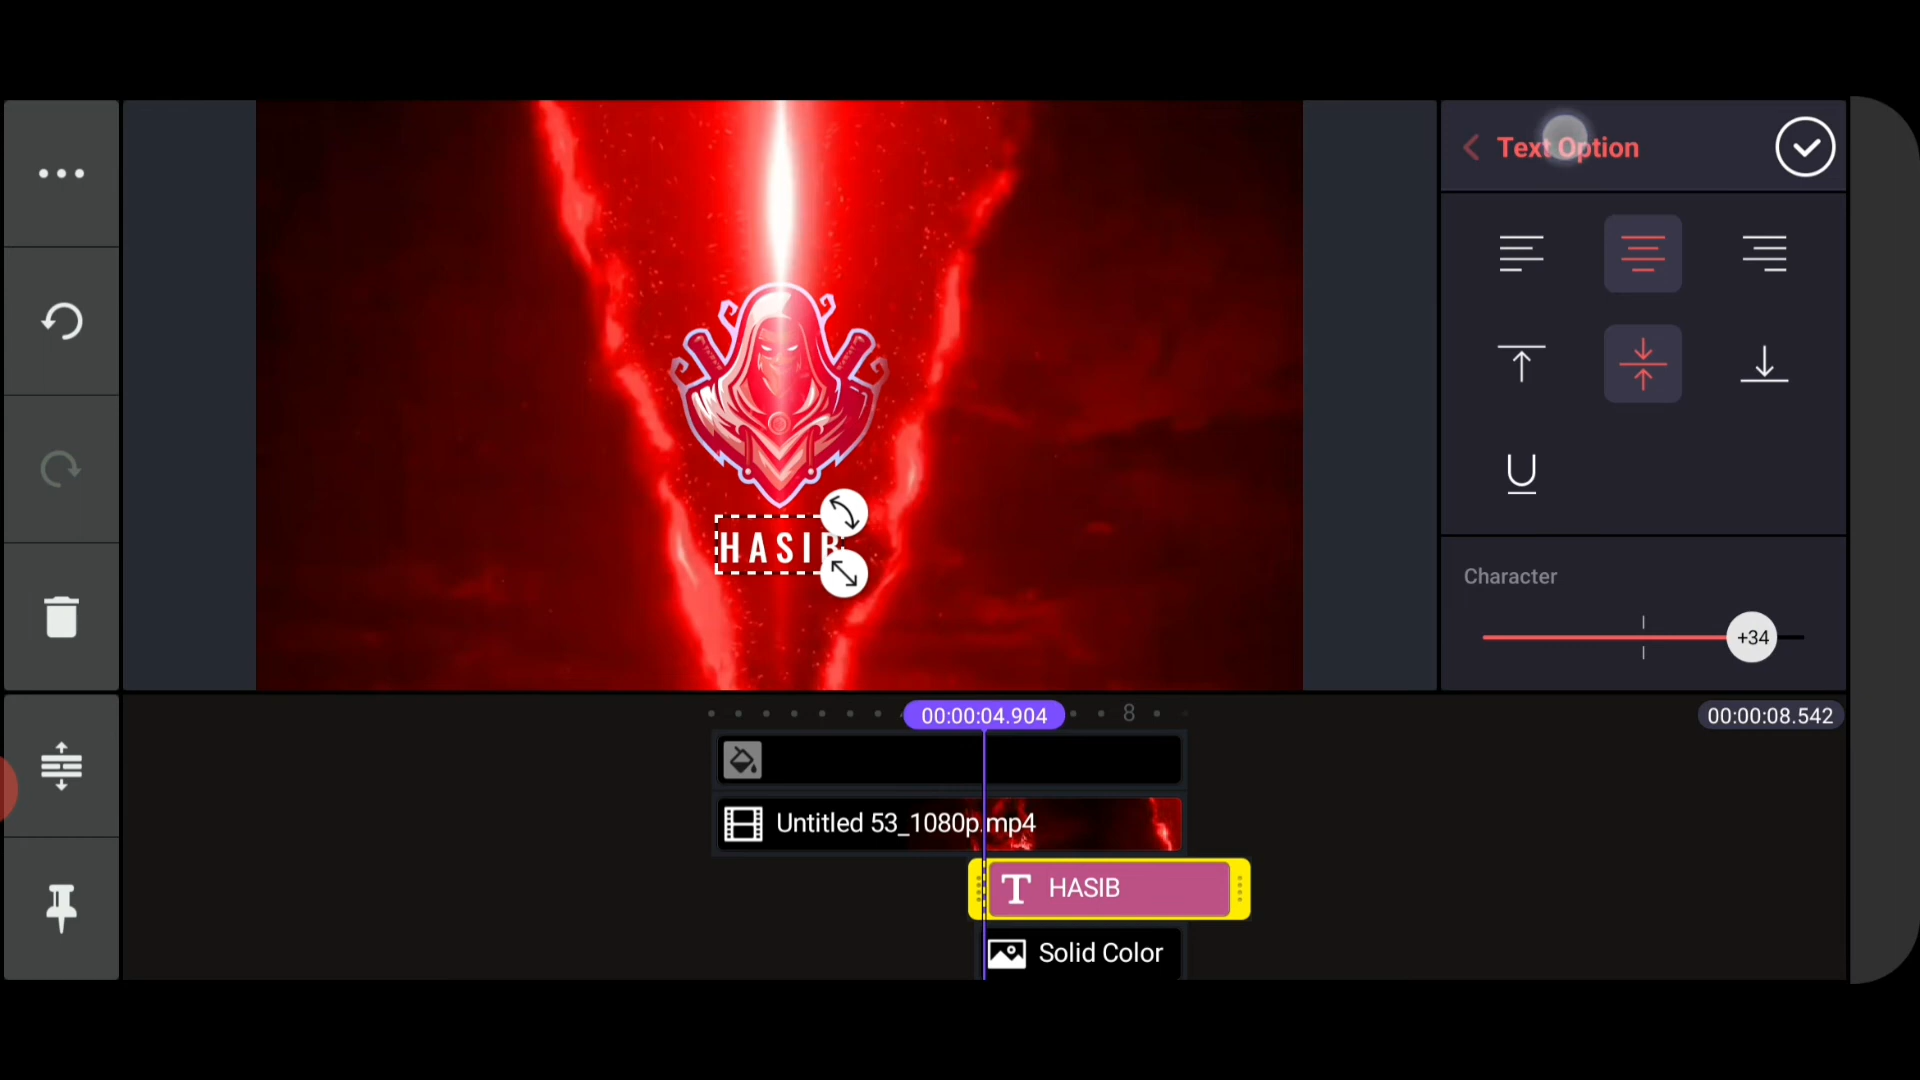 Text Option
HASIB
Character
+34
00:00:04.904
8
00:00:08.542
Untitled 53_1080p.mp4
T HASIB
Solid Color